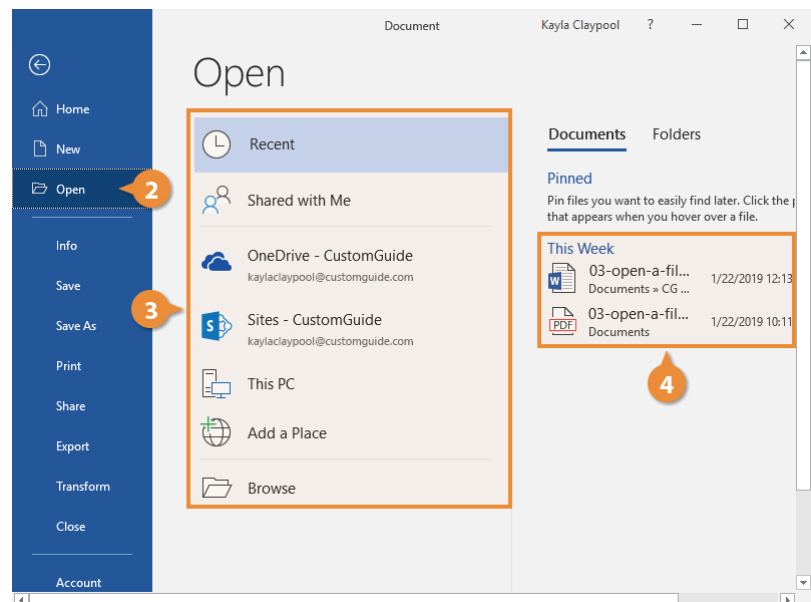 Document
Kayla Claypool ?
Home
New
Open
Info
Save
Save As
Print
Share
Export
Transform
Close
Account
2
Open
Recent
Shared with Me
OneDrive - CustomGuide
kaylaclaypool@customguide.com
Sites - CustomGuide
kaylaclaypool@customguide.com
This PC
Add a Place
Browse
3
Documents Folders
Pinned
Pin files you want to easily find later. Click the
that appears when you hover over a file.
This Week
03-open-a-fil... 1/22/2019 12:13
Documents » CG ...
03-open-a-fil... 1/22/2019 10:11
PDF Documents
4